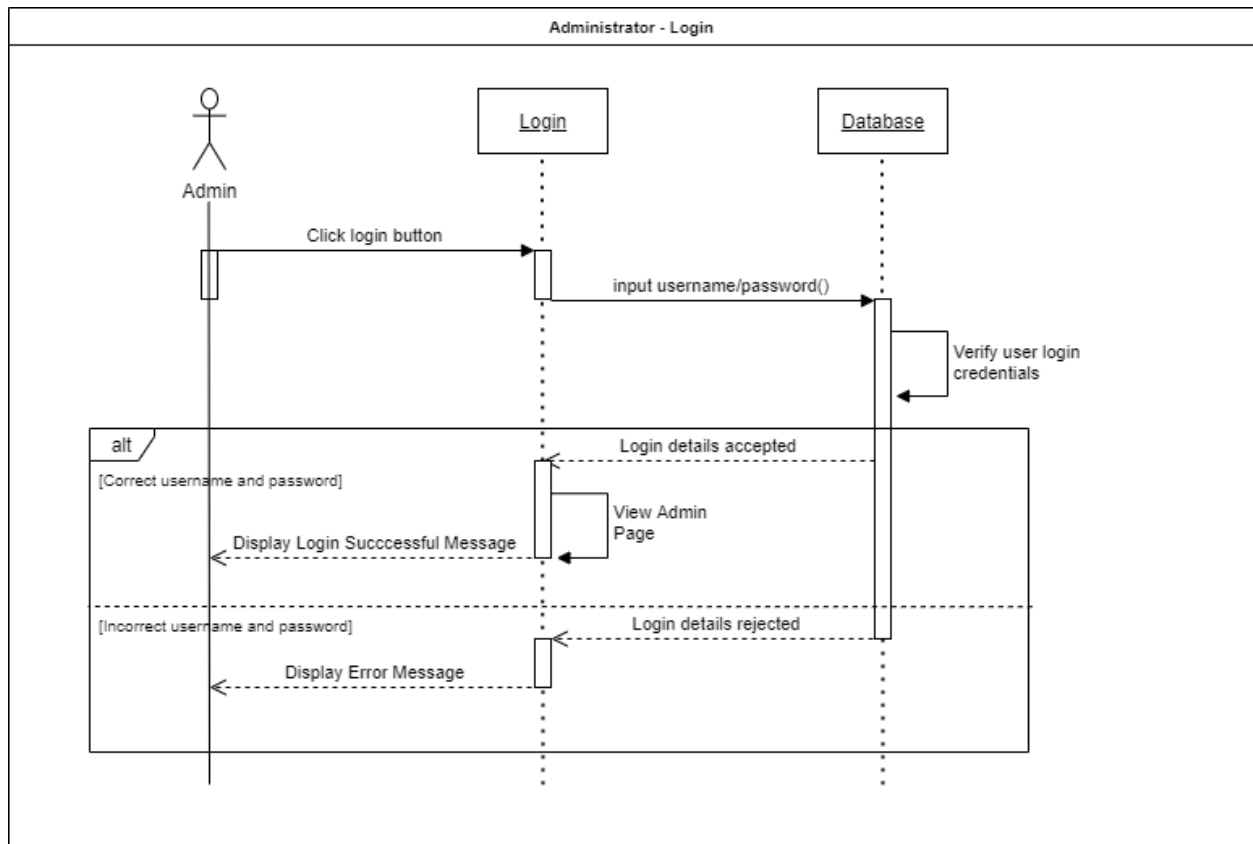 Administrator - Login
Login
Database
Admin
Click login button
input username/password()
Verify user login
credentials
alt
Login details accepted
[Correct username and password]
View Admin
Page
Display Login Succcessful Message
[Incorrect username and password]
Login details rejected
Display Error Message